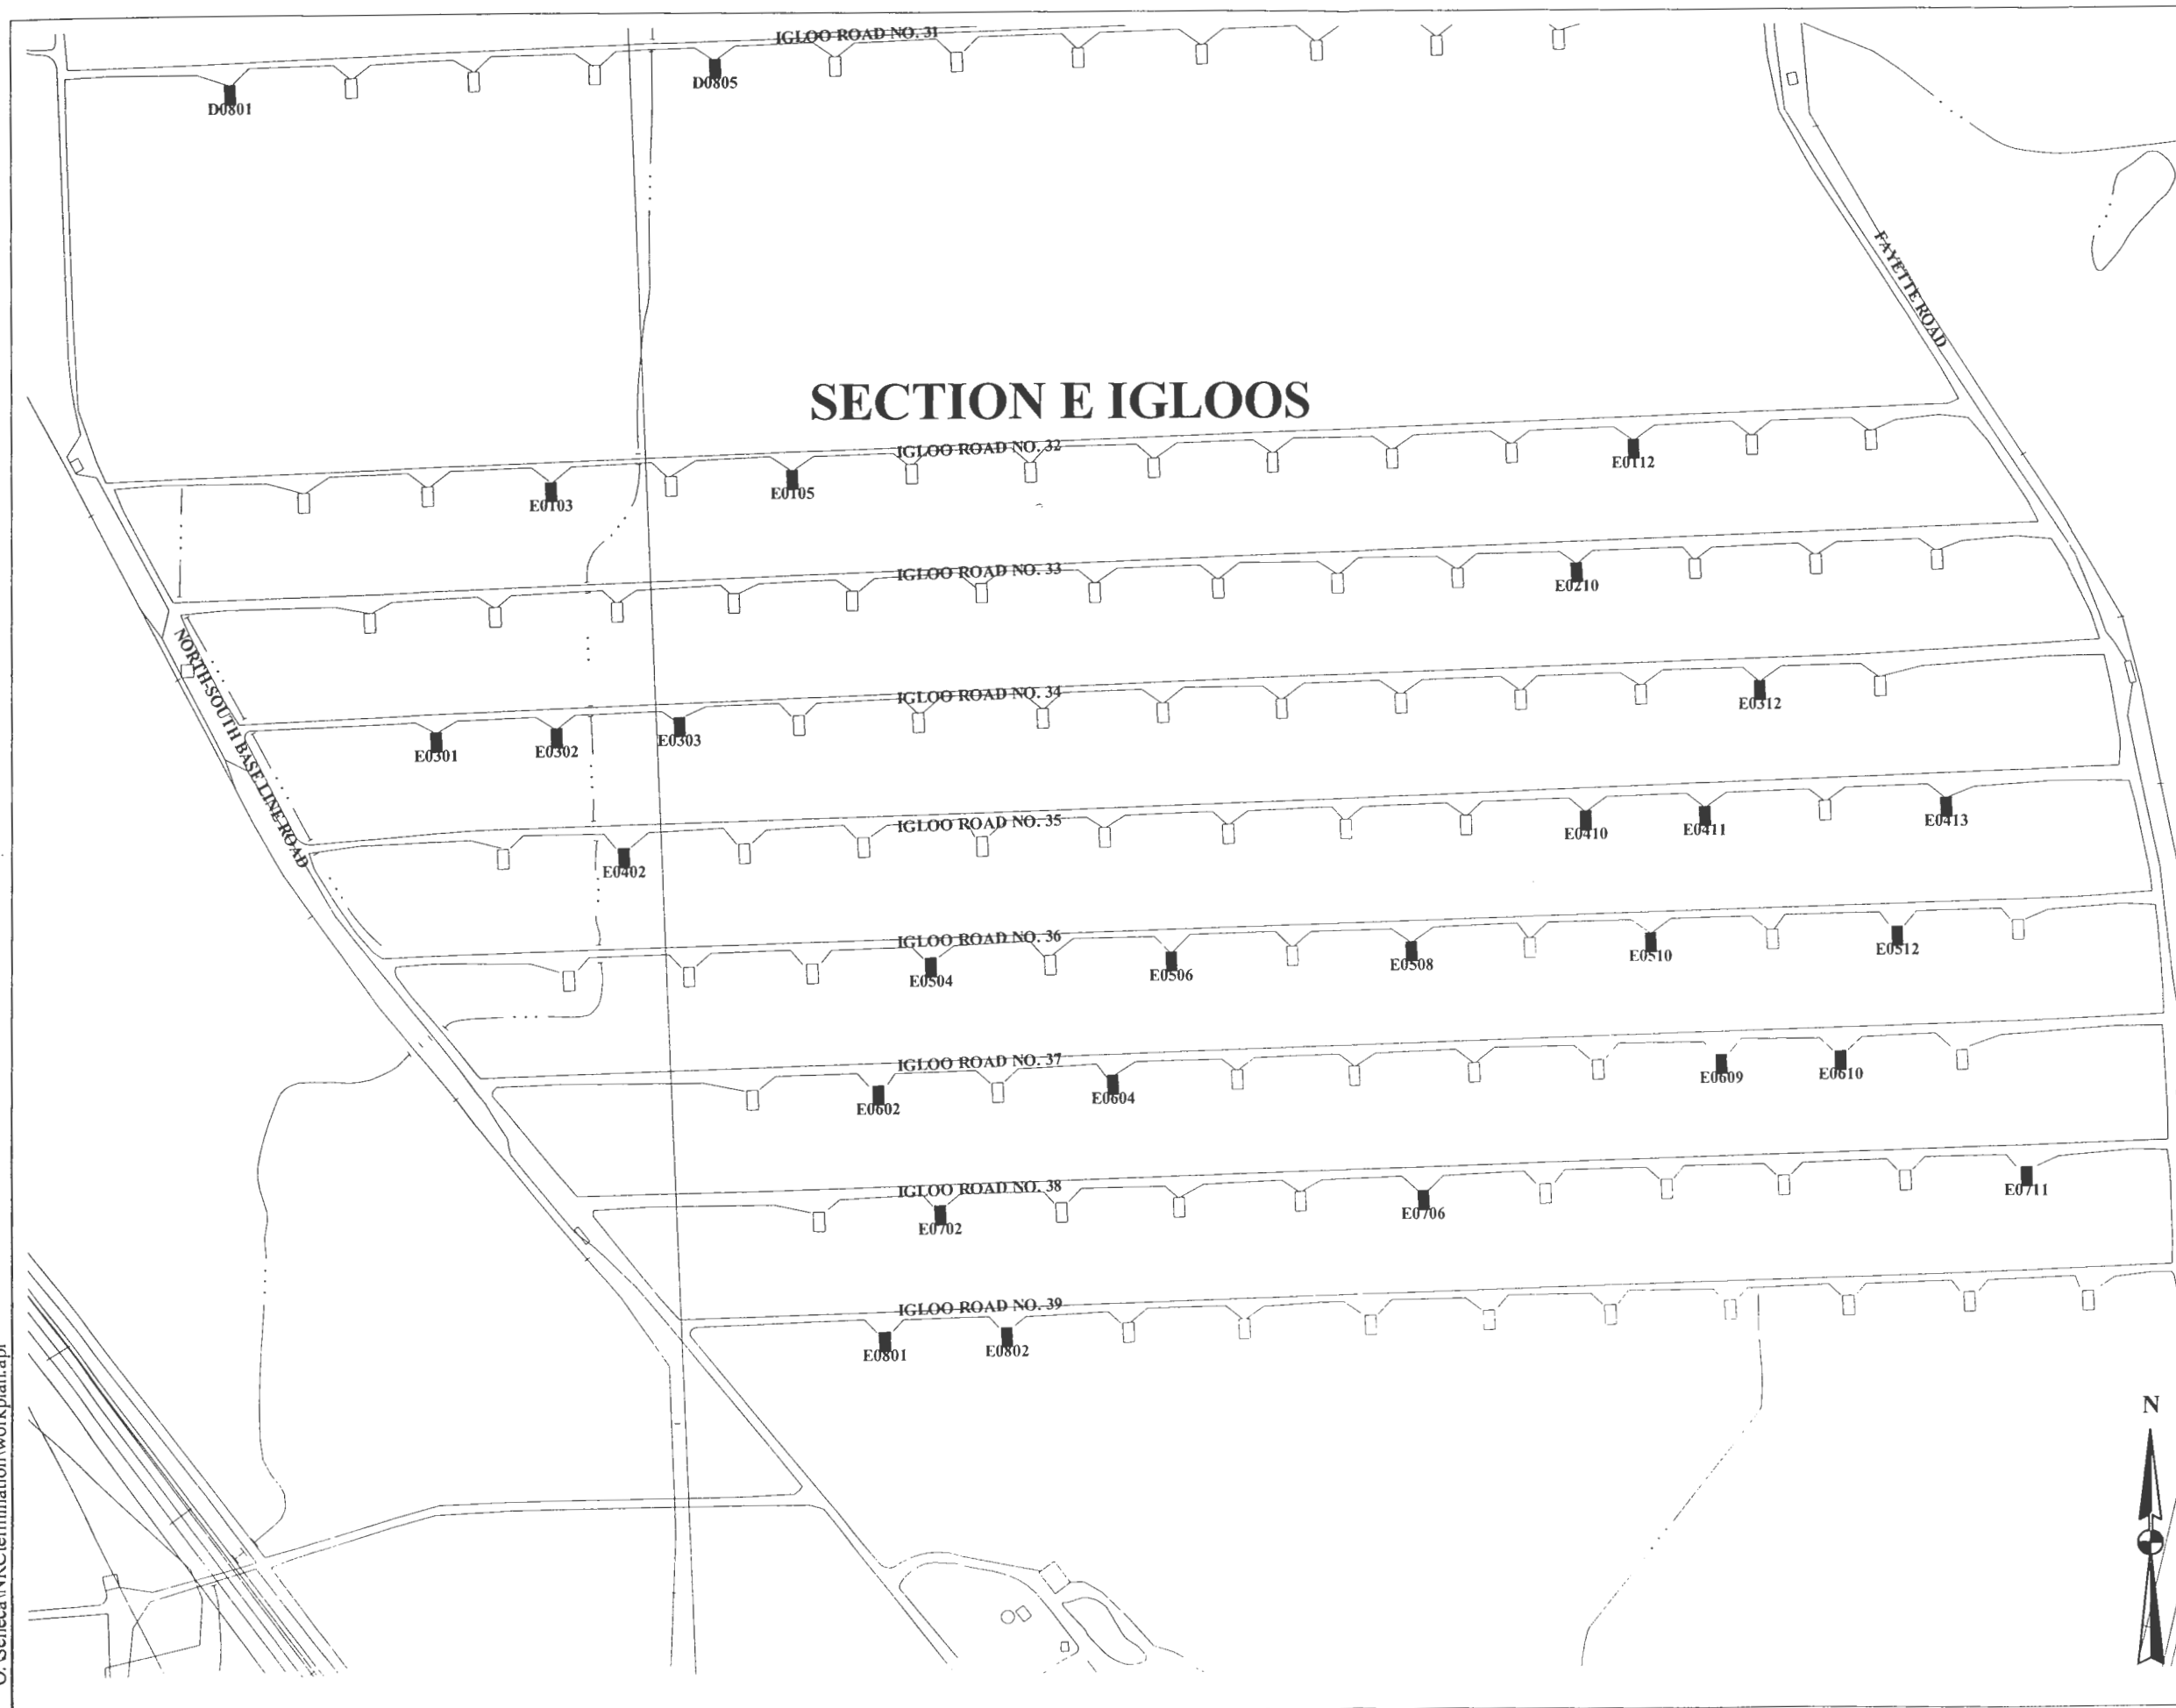 IGLOO ROAD NO. 31
D0801
D0805
FAYETTE ROAD
SECTION E IGLOOS
IGLOO ROAD NO. 32
E0103
E0105
E0112
IGLOO ROAD NO. 33
E0210
NORTH-SOUTH BASELINE ROAD
IGLOO ROAD NO. 34
E0301
E0302
E0303
E0312
IGLOO ROAD NO. 35
E0402
E0410
E0411
E0413
IGLOO ROAD NO. 36
E0504
E0506
E0508
E0510
E0512
IGLOO ROAD NO. 37
E0602
E0604
E0609
E0610
IGLOO ROAD NO. 38
E0702
E0706
E0711
IGLOO ROAD NO. 39
E0801
E0802
N